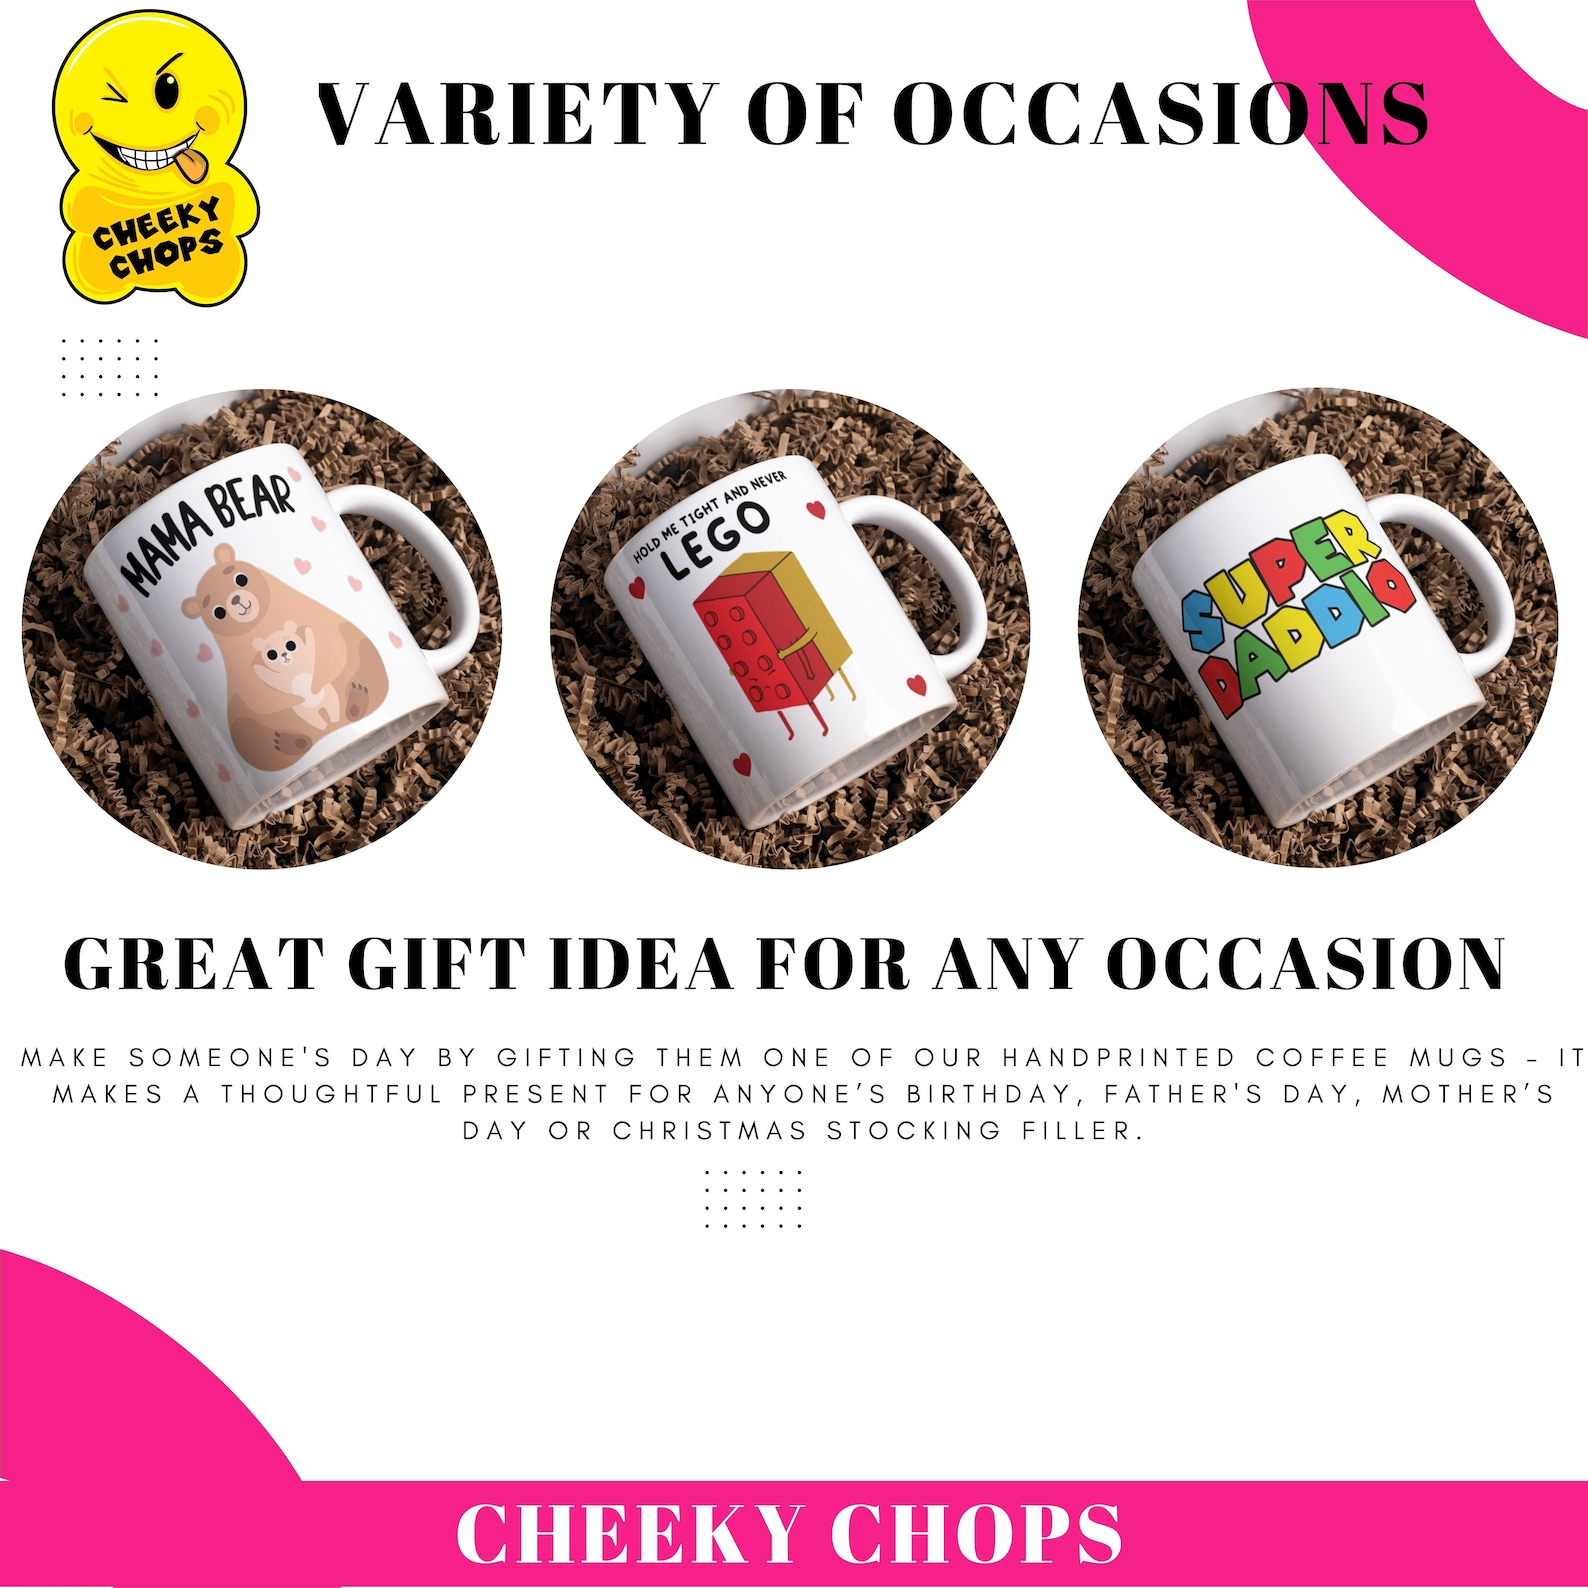 CHEEKY
CHOPS
VARIETY OF OCCASIONS
MAMA BEAR
HOLD ME TIGHT AND NEVER
LEGO
SUPER
DADDIO
GREAT GIFT IDEA FOR ANY OCCASION
MAKE SOMEONE'S DAY BY GIFTING THEM ONE OF OUR HANDPRINTED COFFEE MUGS - IT
MAKES A THOUGHTFUL PRESENT FOR ANYONE’S BIRTHDAY, FATHER'S DAY, MOTHER’S
DAY OR CHRISTMAS STOCKING FILLER.
CHEEKY CHOPS